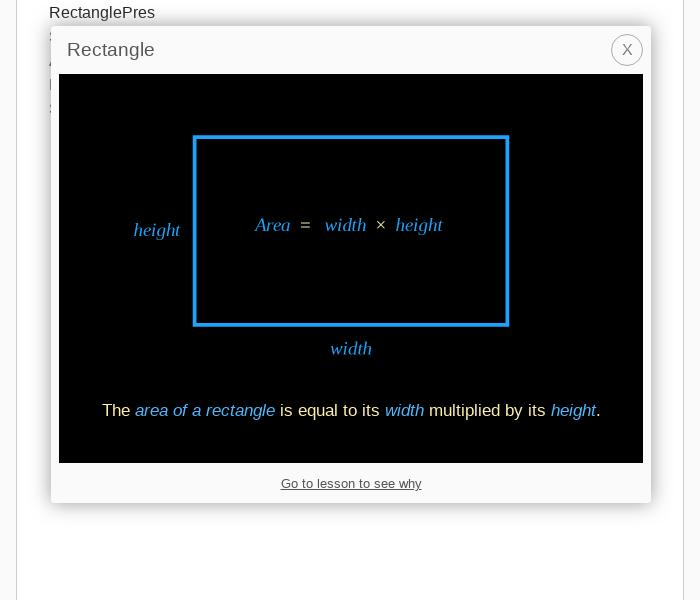 RectanglePres
Rectangle
X
height
Area = width × height
width
The area of a rectangle is equal to its width multiplied by its height.
Go to lesson to see why